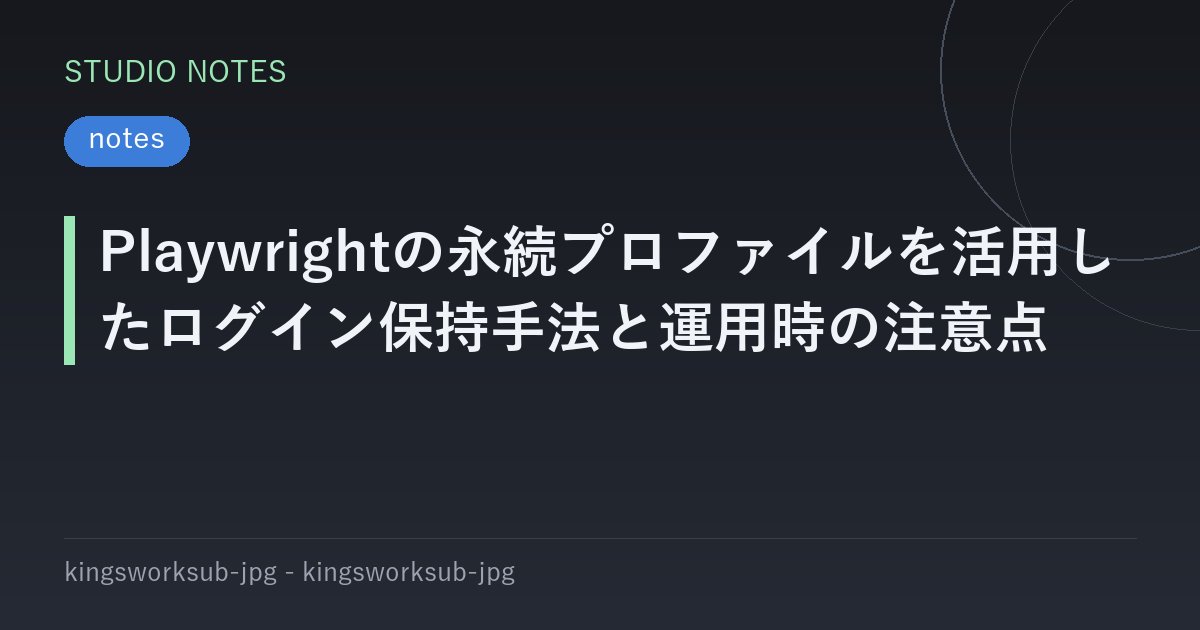 STUDIO NOTES
notes
Playwrightの永続プロファイルを活用し
たログイン保持手法と運用時の注意点
kingsworksub-jpg - kingsworksub-jpg